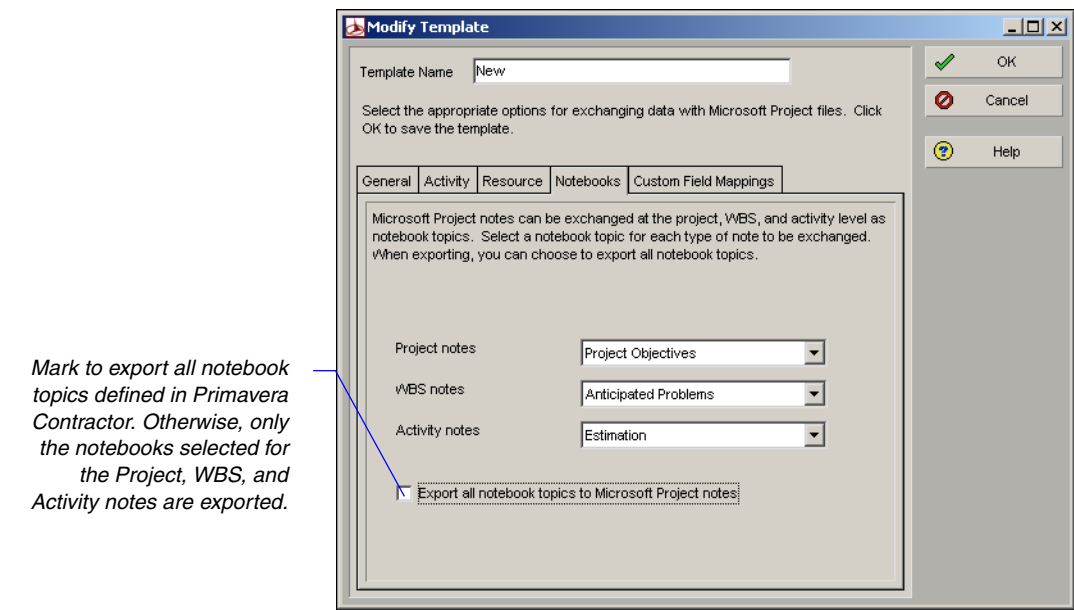 Modify Template
Template Name New
Select the appropriate options for exchanging data with Microsoft Project files. Click
OK to save the template.
OK
Cancel
Help
General Activity Resource Notebooks Custom Field Mappings
Microsoft Project notes can be exchanged at the project, WBS, and activity level as
notebook topics. Select a notebook topic for each type of note to be exchanged.
When exporting, you can choose to export all notebook topics.
Project notes Project Objectives
WBS notes Anticipated Problems
Activity notes Estimation
Export all notebook topics to Microsoft Project notes
Mark to export all notebook
topics defined in Primavera
Contractor. Otherwise, only
the notebooks selected for
the Project, WBS, and
Activity notes are exported.